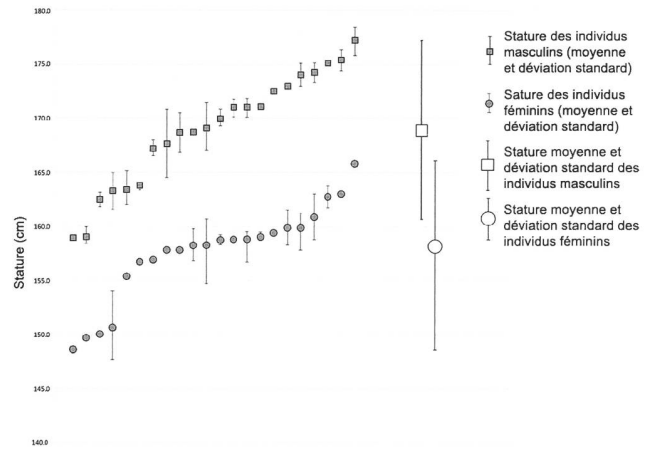 180.0
175.0
170.0
165.0
160.0
155.0
150.0
145.0
140.0
Stature (cm)
Stature des individus
masculins (moyenne
et déviation standard)
Sature des individus
féminins (moyenne et
déviation standard)
Stature moyenne et
déviation standard des
individus masculins
Stature moyenne et
déviation standard des
individus féminins